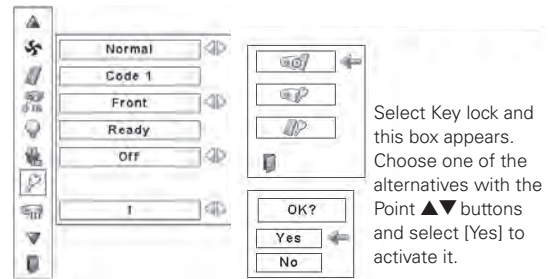 Normal
Code 1
Front
Ready
Off
1
OK?
Yes
No
Select Key lock and
this box appears.
Choose one of the
alternatives with the
Point ▲▼ buttons
and select [Yes] to
activate it.